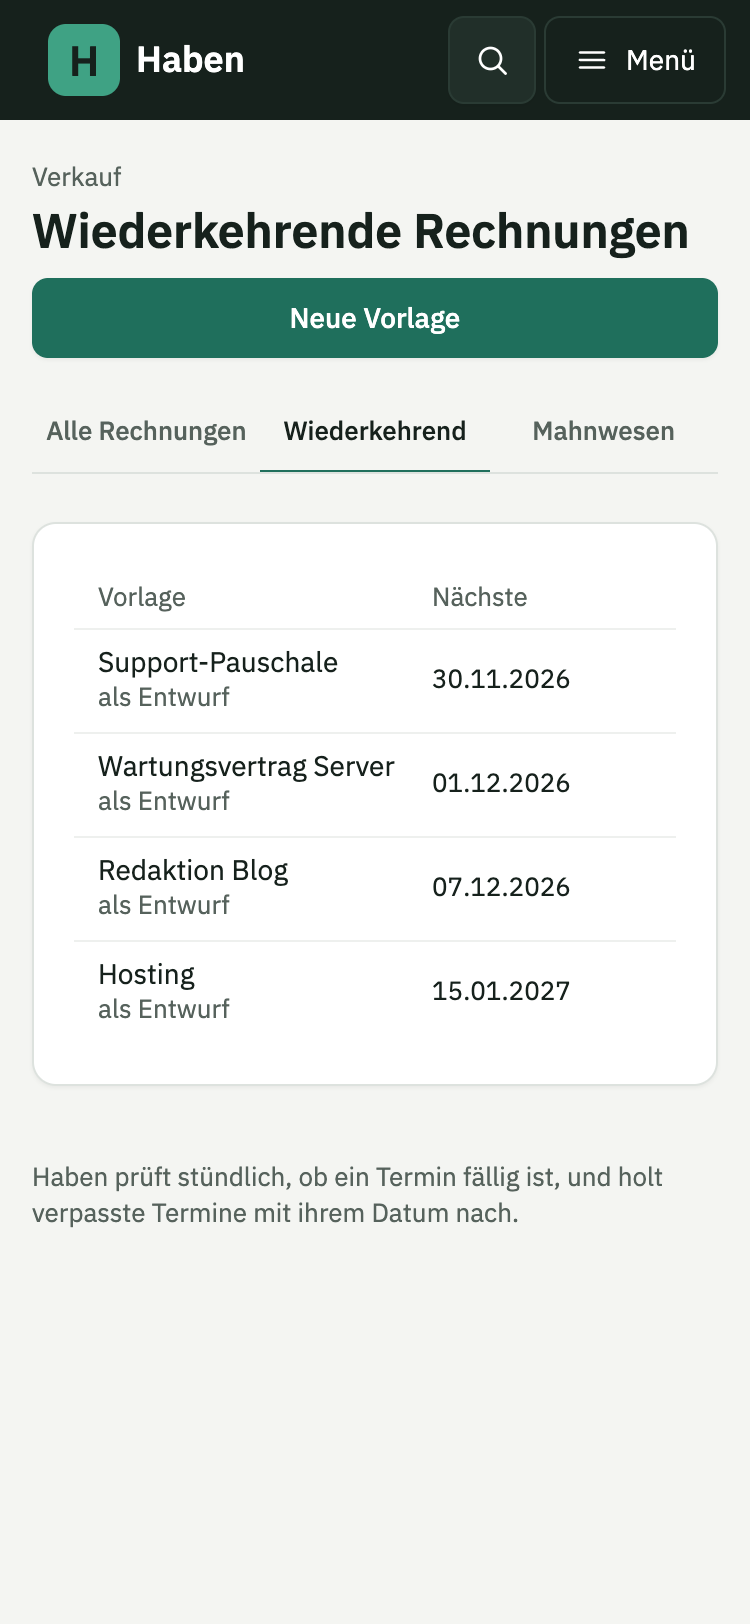 H Haben
Menü
Verkauf
Wiederkehrende Rechnungen
Neue Vorlage
Alle Rechnungen Wiederkehrend Mahnwesen
Vorlage Nächste
Support-Pauschale
als Entwurf
30.11.2026
Wartungsvertrag Server
als Entwurf
01.12.2026
Redaktion Blog
als Entwurf
07.12.2026
Hosting
als Entwurf
15.01.2027
Haben prüft stündlich, ob ein Termin fällig ist, und holt
verpasste Termine mit ihrem Datum nach.